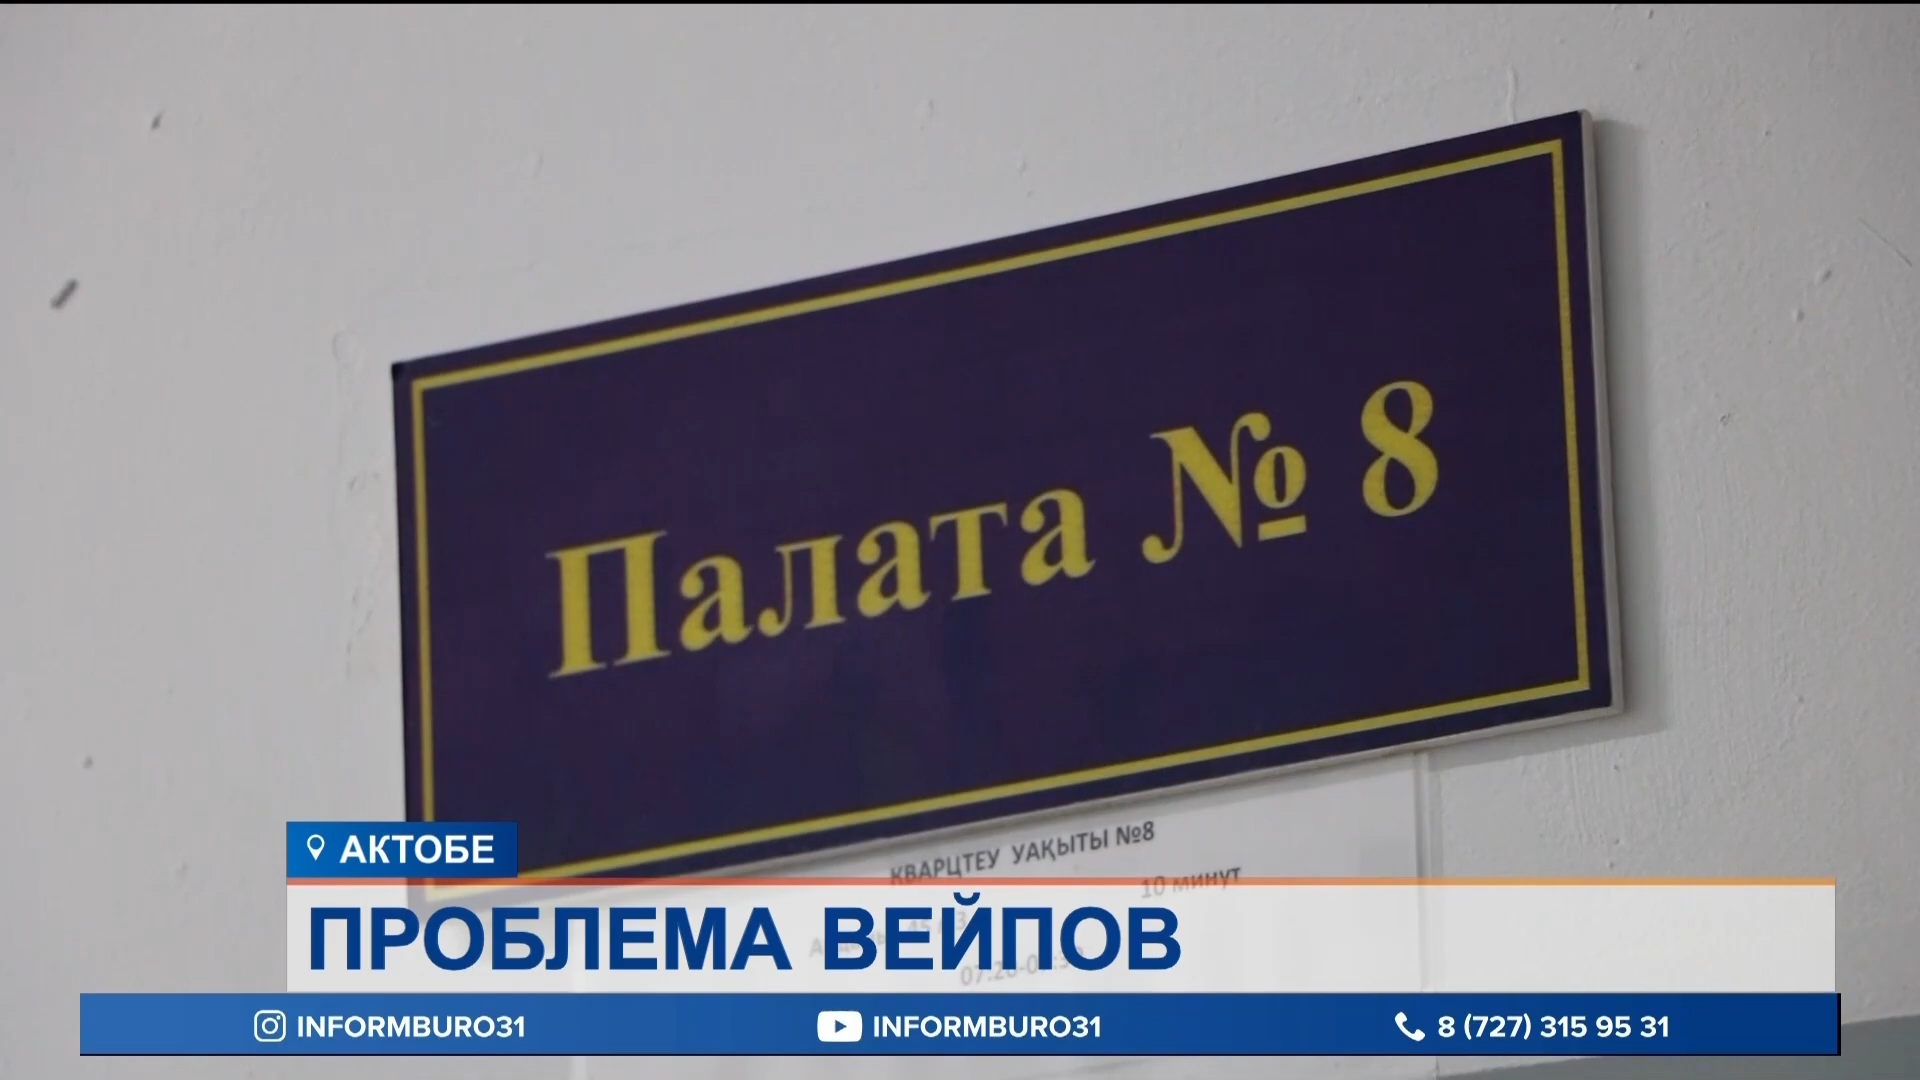 Палата № 8
КВАРЦТЕУ УАҚЫТЫ №8
10 минут
АКТОБЕ
ПРОБЛЕМА ВЕЙПОВ
INFORMBURO31
INFORMBURO31
8 (727) 315 95 31